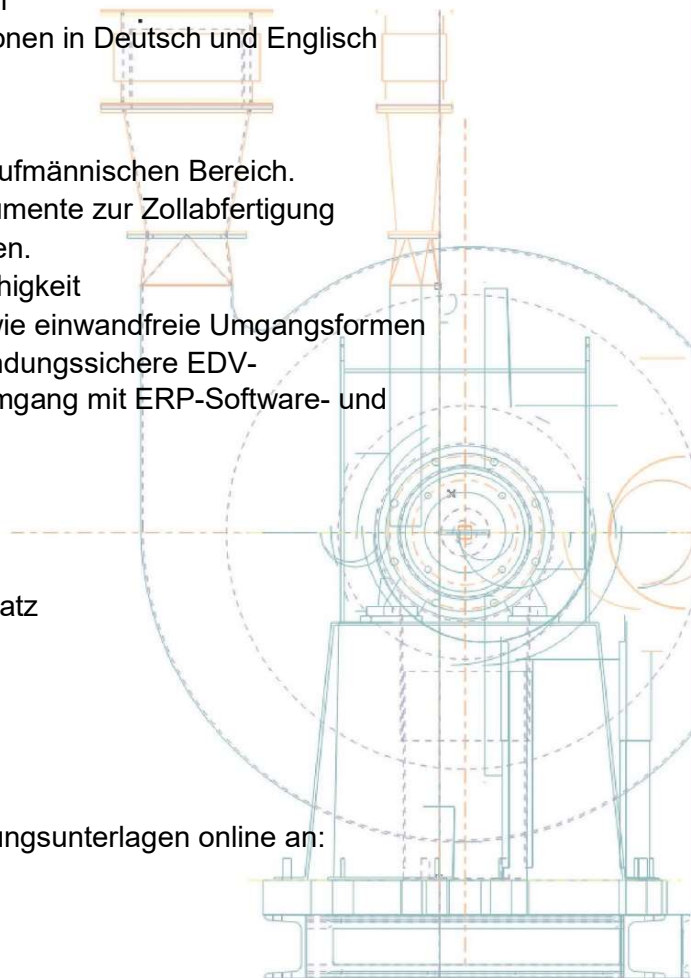 onen in Deutsch und Englisch
ufmännischen Bereich.
umente zur Zollabfertigung
en.
higkeit
wie einwandfreie Umgangsformen
ndungssichere EDV-
mgang mit ERP-Software- und
atz
ungsunterlagen online an: